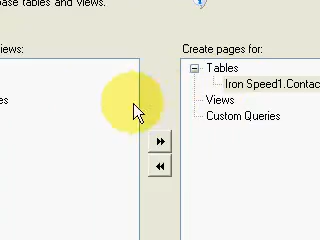 base tables and views.
iews:
Create pages for:
es
Tables
Iron Speed1.Contac
Views
Custom Queries